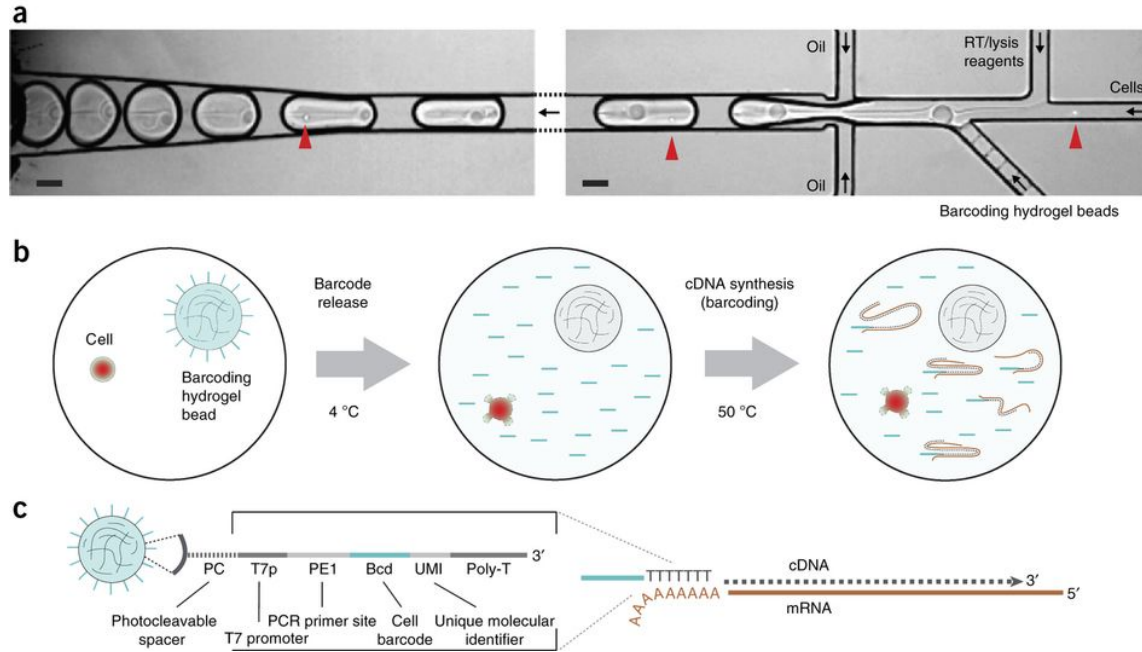 a
Oil
RT/lysis
reagents
Cells
Oil
Barcoding hydrogel beads
b
Cell
Barcoding
hydrogel
bead
Barcode
release
4 °C
cDNA synthesis
(barcoding)
50 °C
c
PC
T7p
PE1
Bcd
UMI
Poly-T
3′
Photocleavable
spacer
T7 promoter
PCR primer site
Cell
barcode
Unique molecular
identifier
AAAAAAAAA
cDNA
3′
mRNA
5′